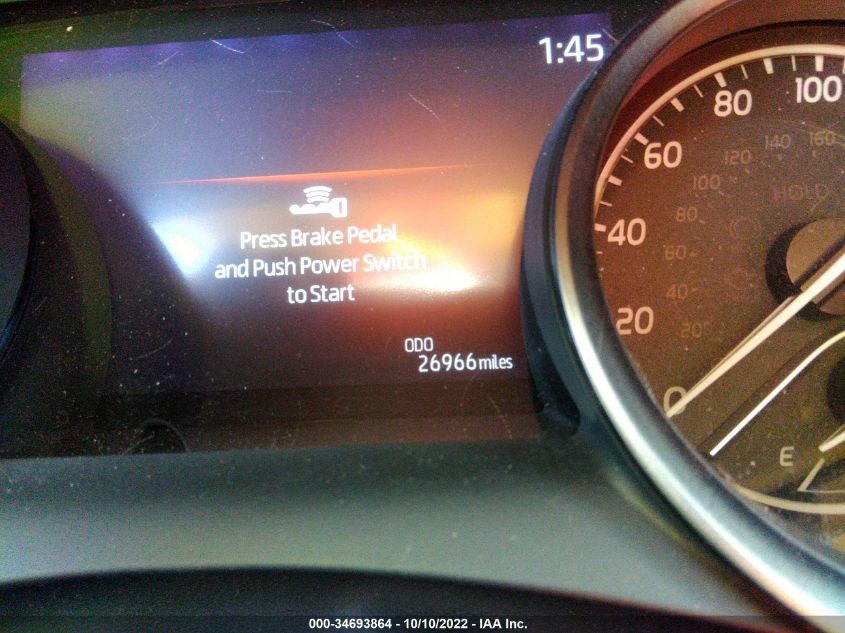 1:45
Press Brake Pedal
and Push Power Switch
to Start
ODO
26966 miles
100
80
60
40
20
0
160
140
120
100
80
60
40
20
HOLD
E
000-34693864 - 10/10/2022 - IAA Inc.